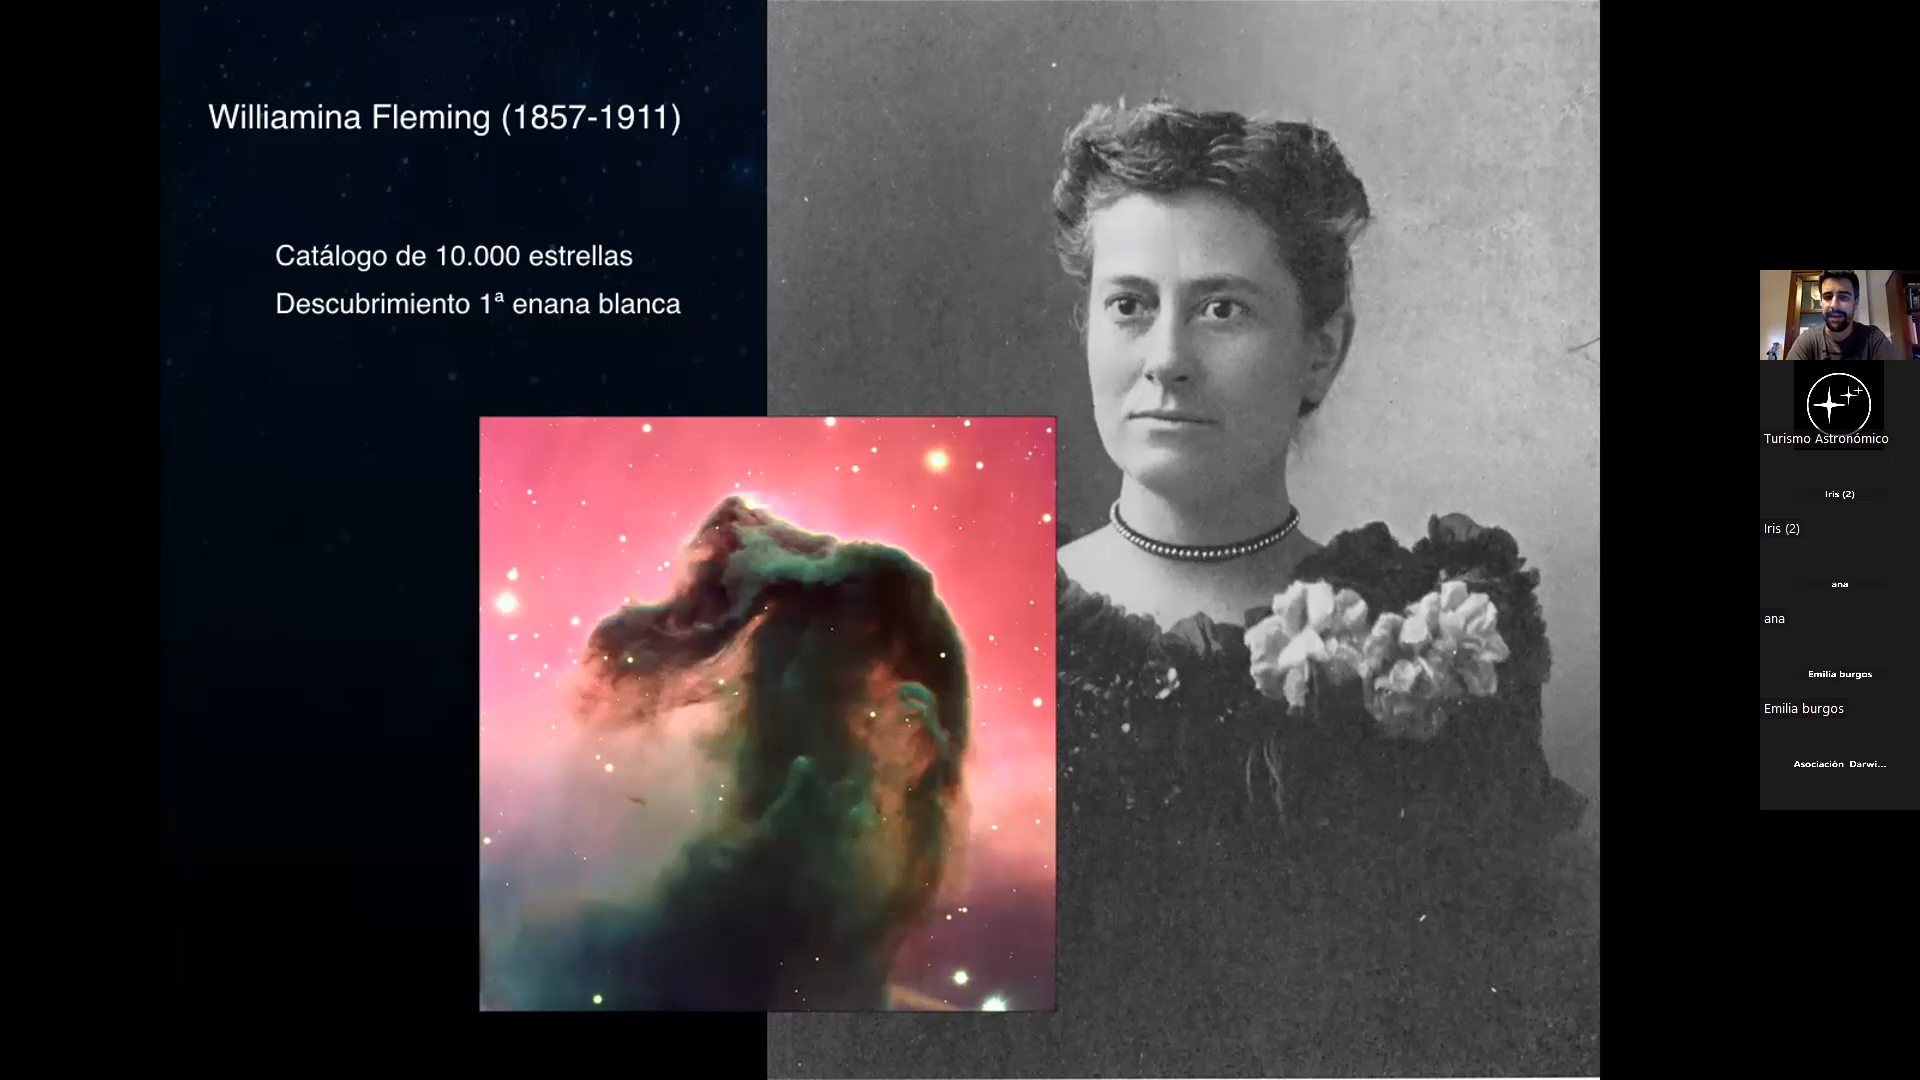 Williamina Fleming (1857-1911)
Catálogo de 10.000 estrellas
Descubrimiento 1ª enana blanca
Turismo Astronómico
Iris (2)
Iris (2)
ana
ana
Emilia burgos
Emilia burgos
Asociación Darwi...